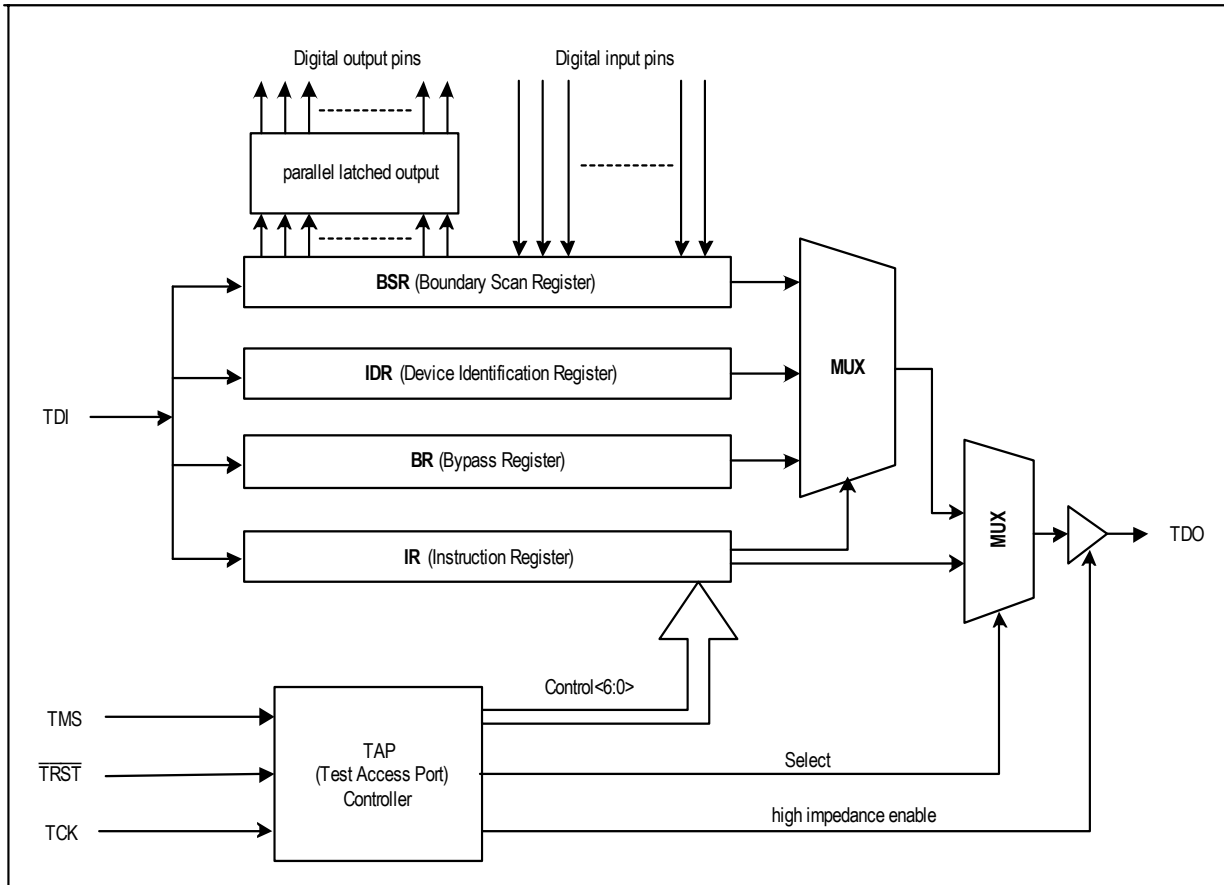 Digital output pins
Digital input pins
parallel latched output
BSR (Boundary Scan Register)
IDR (Device Identification Register)
MUX
TDI
BR (Bypass Register)
MUX
TDO
IR (Instruction Register)
Control<6:0>
TMS
TAP
(Test Access Port)
Controller
Select
T̅R̅S̅T̅
high impedance enable
TCK